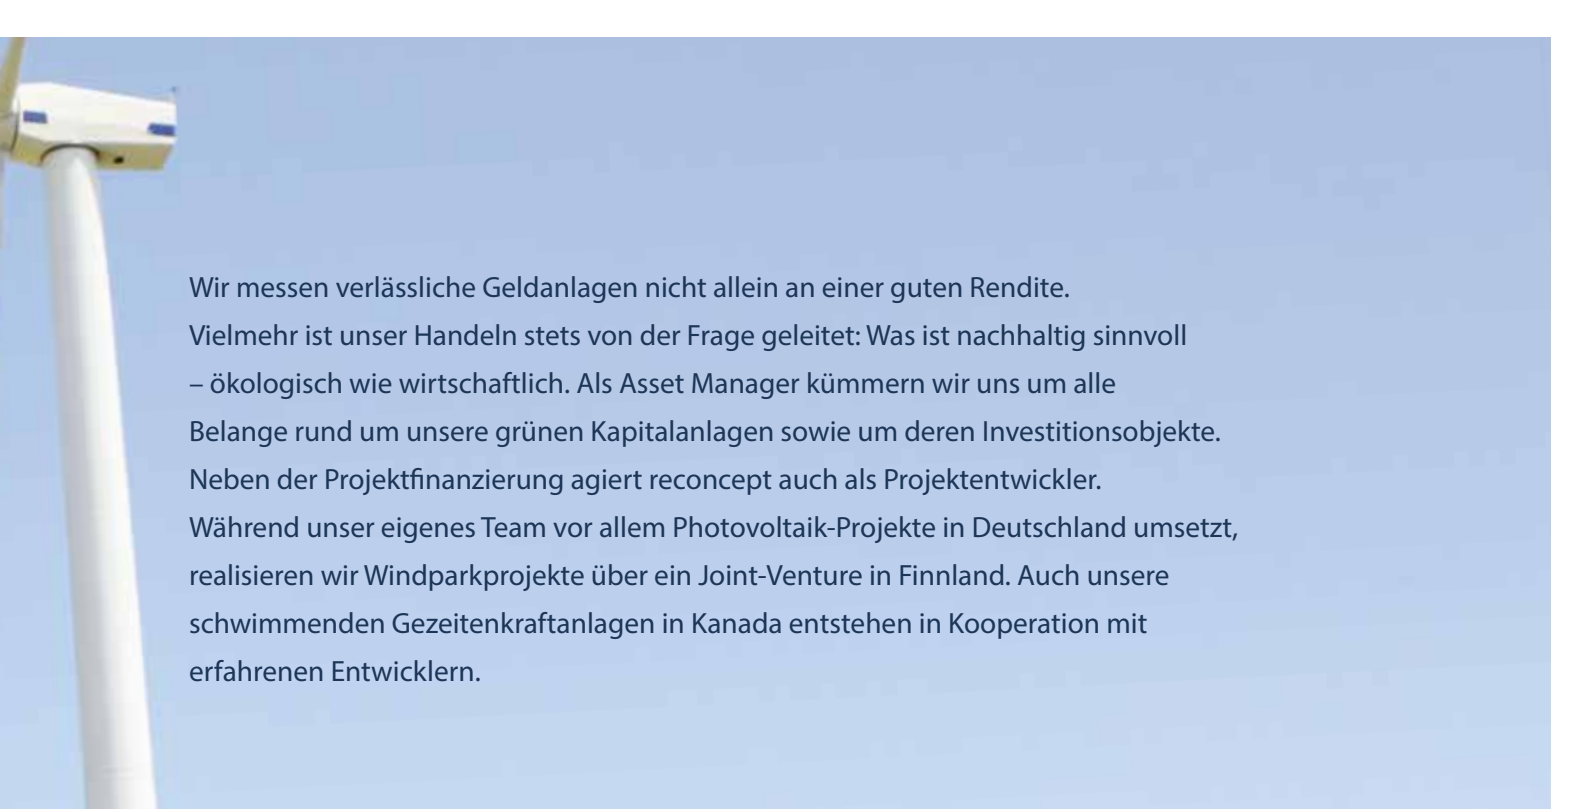 Wir messen verlässliche Geldanlagen nicht allein an einer guten Rendite.
Vielmehr ist unser Handeln stets von der Frage geleitet: Was ist nachhaltig sinnvoll
– ökologisch wie wirtschaftlich. Als Asset Manager kümmern wir uns um alle
Belange rund um unsere grünen Kapitalanlagen sowie um deren Investitionsobjekte.
Neben der Projektfinanzierung agiert reconcept auch als Projektentwickler.
Während unser eigenes Team vor allem Photovoltaik-Projekte in Deutschland umsetzt,
realisieren wir Windparkprojekte über ein Joint-Venture in Finnland. Auch unsere
schwimmenden Gezeitenkraftanlagen in Kanada entstehen in Kooperation mit
erfahrenen Entwicklern.